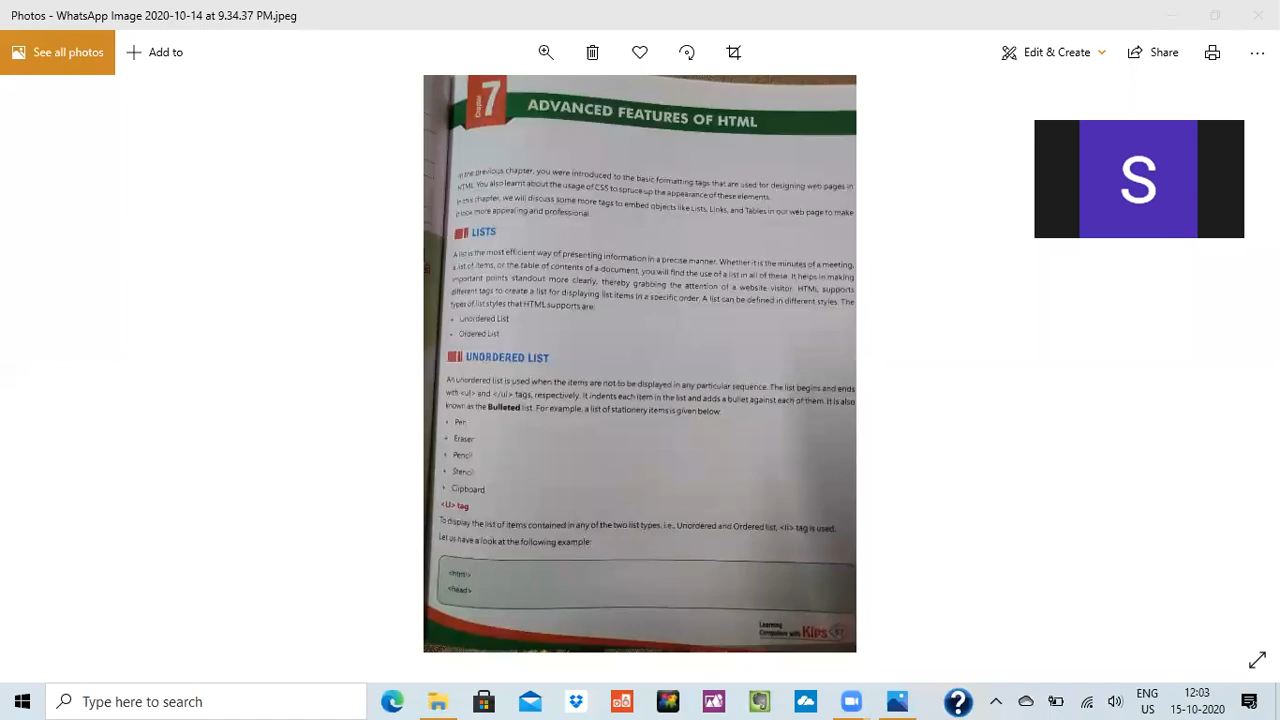 Photos - WhatsApp Image 2020-10-14 at 9.34.37 PM.jpeg
See all photos
Add to
Edit & Create
Share
Chapter 7
ADVANCED FEATURES OF HTML
In the previous chapter, you were introduced to the basic formatting tags that are used for designing web pages in
HTML. You also learnt about the usage of CSS to spruce up the appearance of these elements.
In this chapter, we will discuss some more tags to embed objects like Lists, Links, and Tables in our web page to make
it look more appealing and professional.
LISTS
A list is the most efficient way of presenting information in a precise manner. Whether it is the minutes of a meeting,
a list of items, or the table of contents of a document, you will find the use of a list in all of these. It helps in making
important points standout more clearly, thereby grabbing the attention of a website visitor. HTML supports
different tags to create a list for displaying list items in a specific order. A list can be defined in different styles. The
types of list styles that HTML supports are:
• Unordered List
• Ordered List
UNORDERED LIST
An unordered list is used when the items are not to be displayed in any particular sequence. The list begins and ends
with <ul> and </ul> tags, respectively. It indents each item in the list and adds a bullet against each of them. It is also
known as the Bulleted list. For example, a list of stationery items is given below:
• Pen
• Eraser
• Pencil
• Stencil
• Clipboard
<LI> tag
To display the list of items contained in any of the two list types, i.e., Unordered and Ordered list, <li> tag is used.
Let us have a look at the following example:
<html>
<head>
Learning
Computers with Kips
S
Type here to search
ENG
US
12:03
15-10-2020